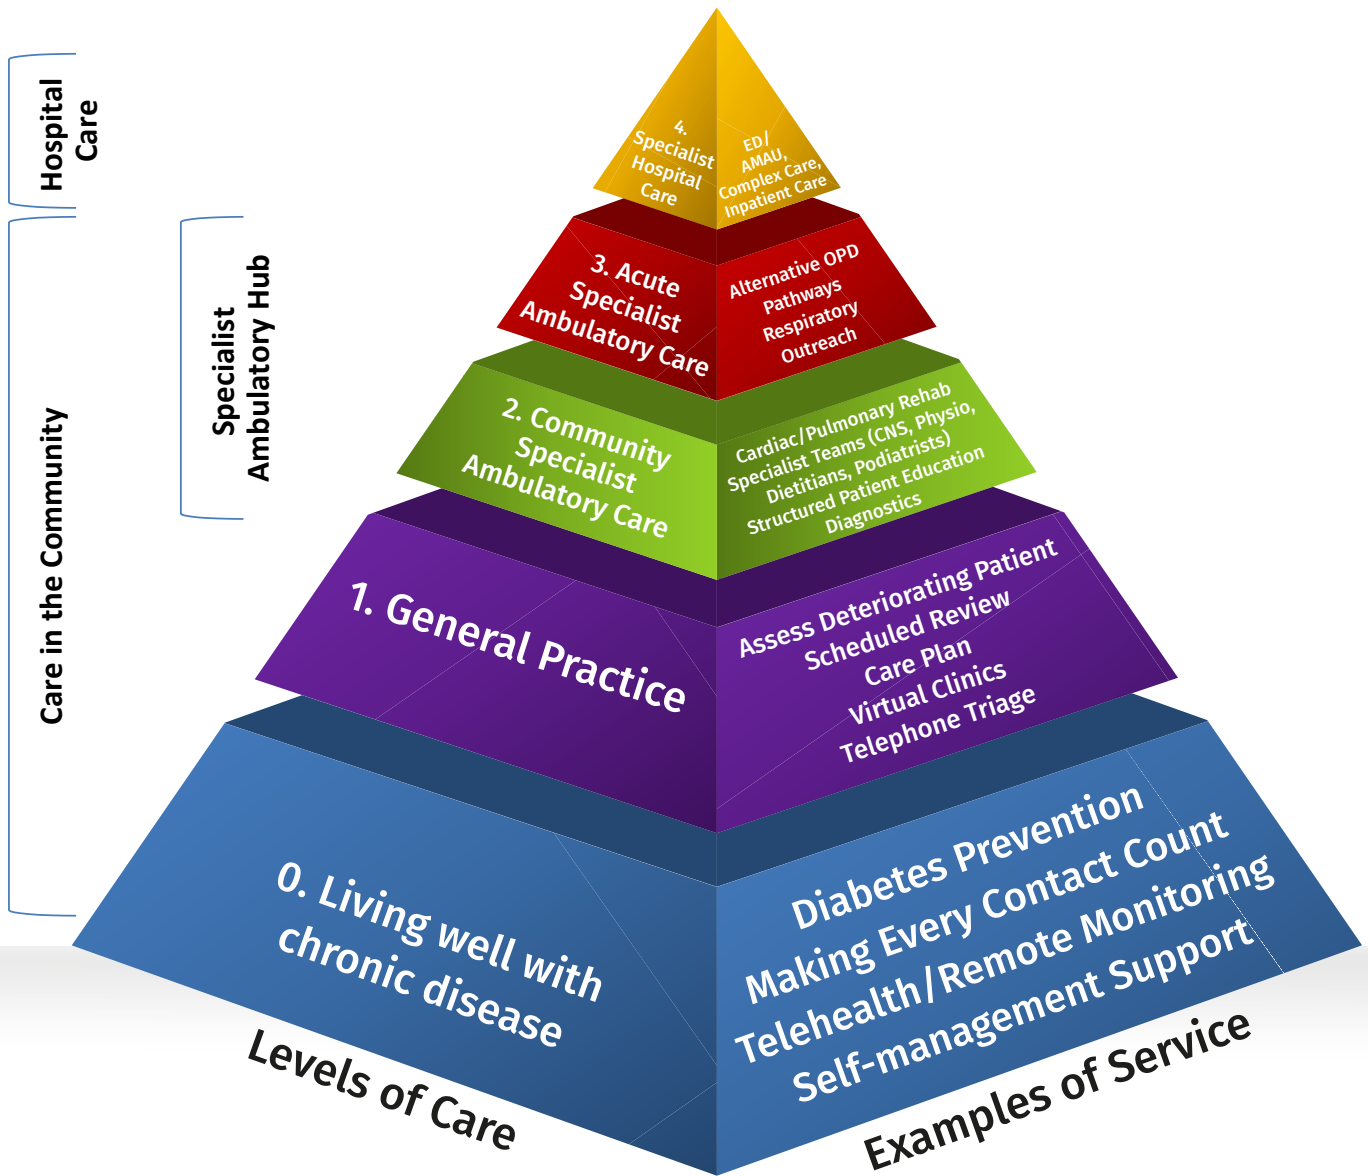 Hospital
Care
Care in the Community
Specialist
Ambulatory Hub
4.
Specialist
Hospital
Care
ED/
AMAU,
Complex Care,
Inpatient Care
3. Acute
Specialist
Ambulatory Care
Alternative OPD
Pathways
Respiratory
Outreach
2. Community
Specialist
Ambulatory Care
Cardiac/Pulmonary Rehab
Specialist Teams (CNS, Physio,
Dietitians, Podiatrists)
Structured Patient Education
Diagnostics
1. General Practice
Assess Deteriorating Patient
Scheduled Review
Care Plan
Virtual Clinics
Telephone Triage
0. Living well with
chronic disease
Diabetes Prevention
Making Every Contact Count
Telehealth/Remote Monitoring
Self-management Support
Levels of Care
Examples of Service